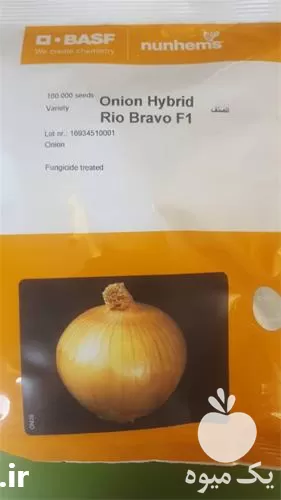 BASF
We create chemistry
nunhems
100.000 seeds
Variety
Onion Hybrid
Rio Bravo F1
الصنف
Lot nr.: 16934510001
Onion
Fungicide treated
یک میوه
.ir